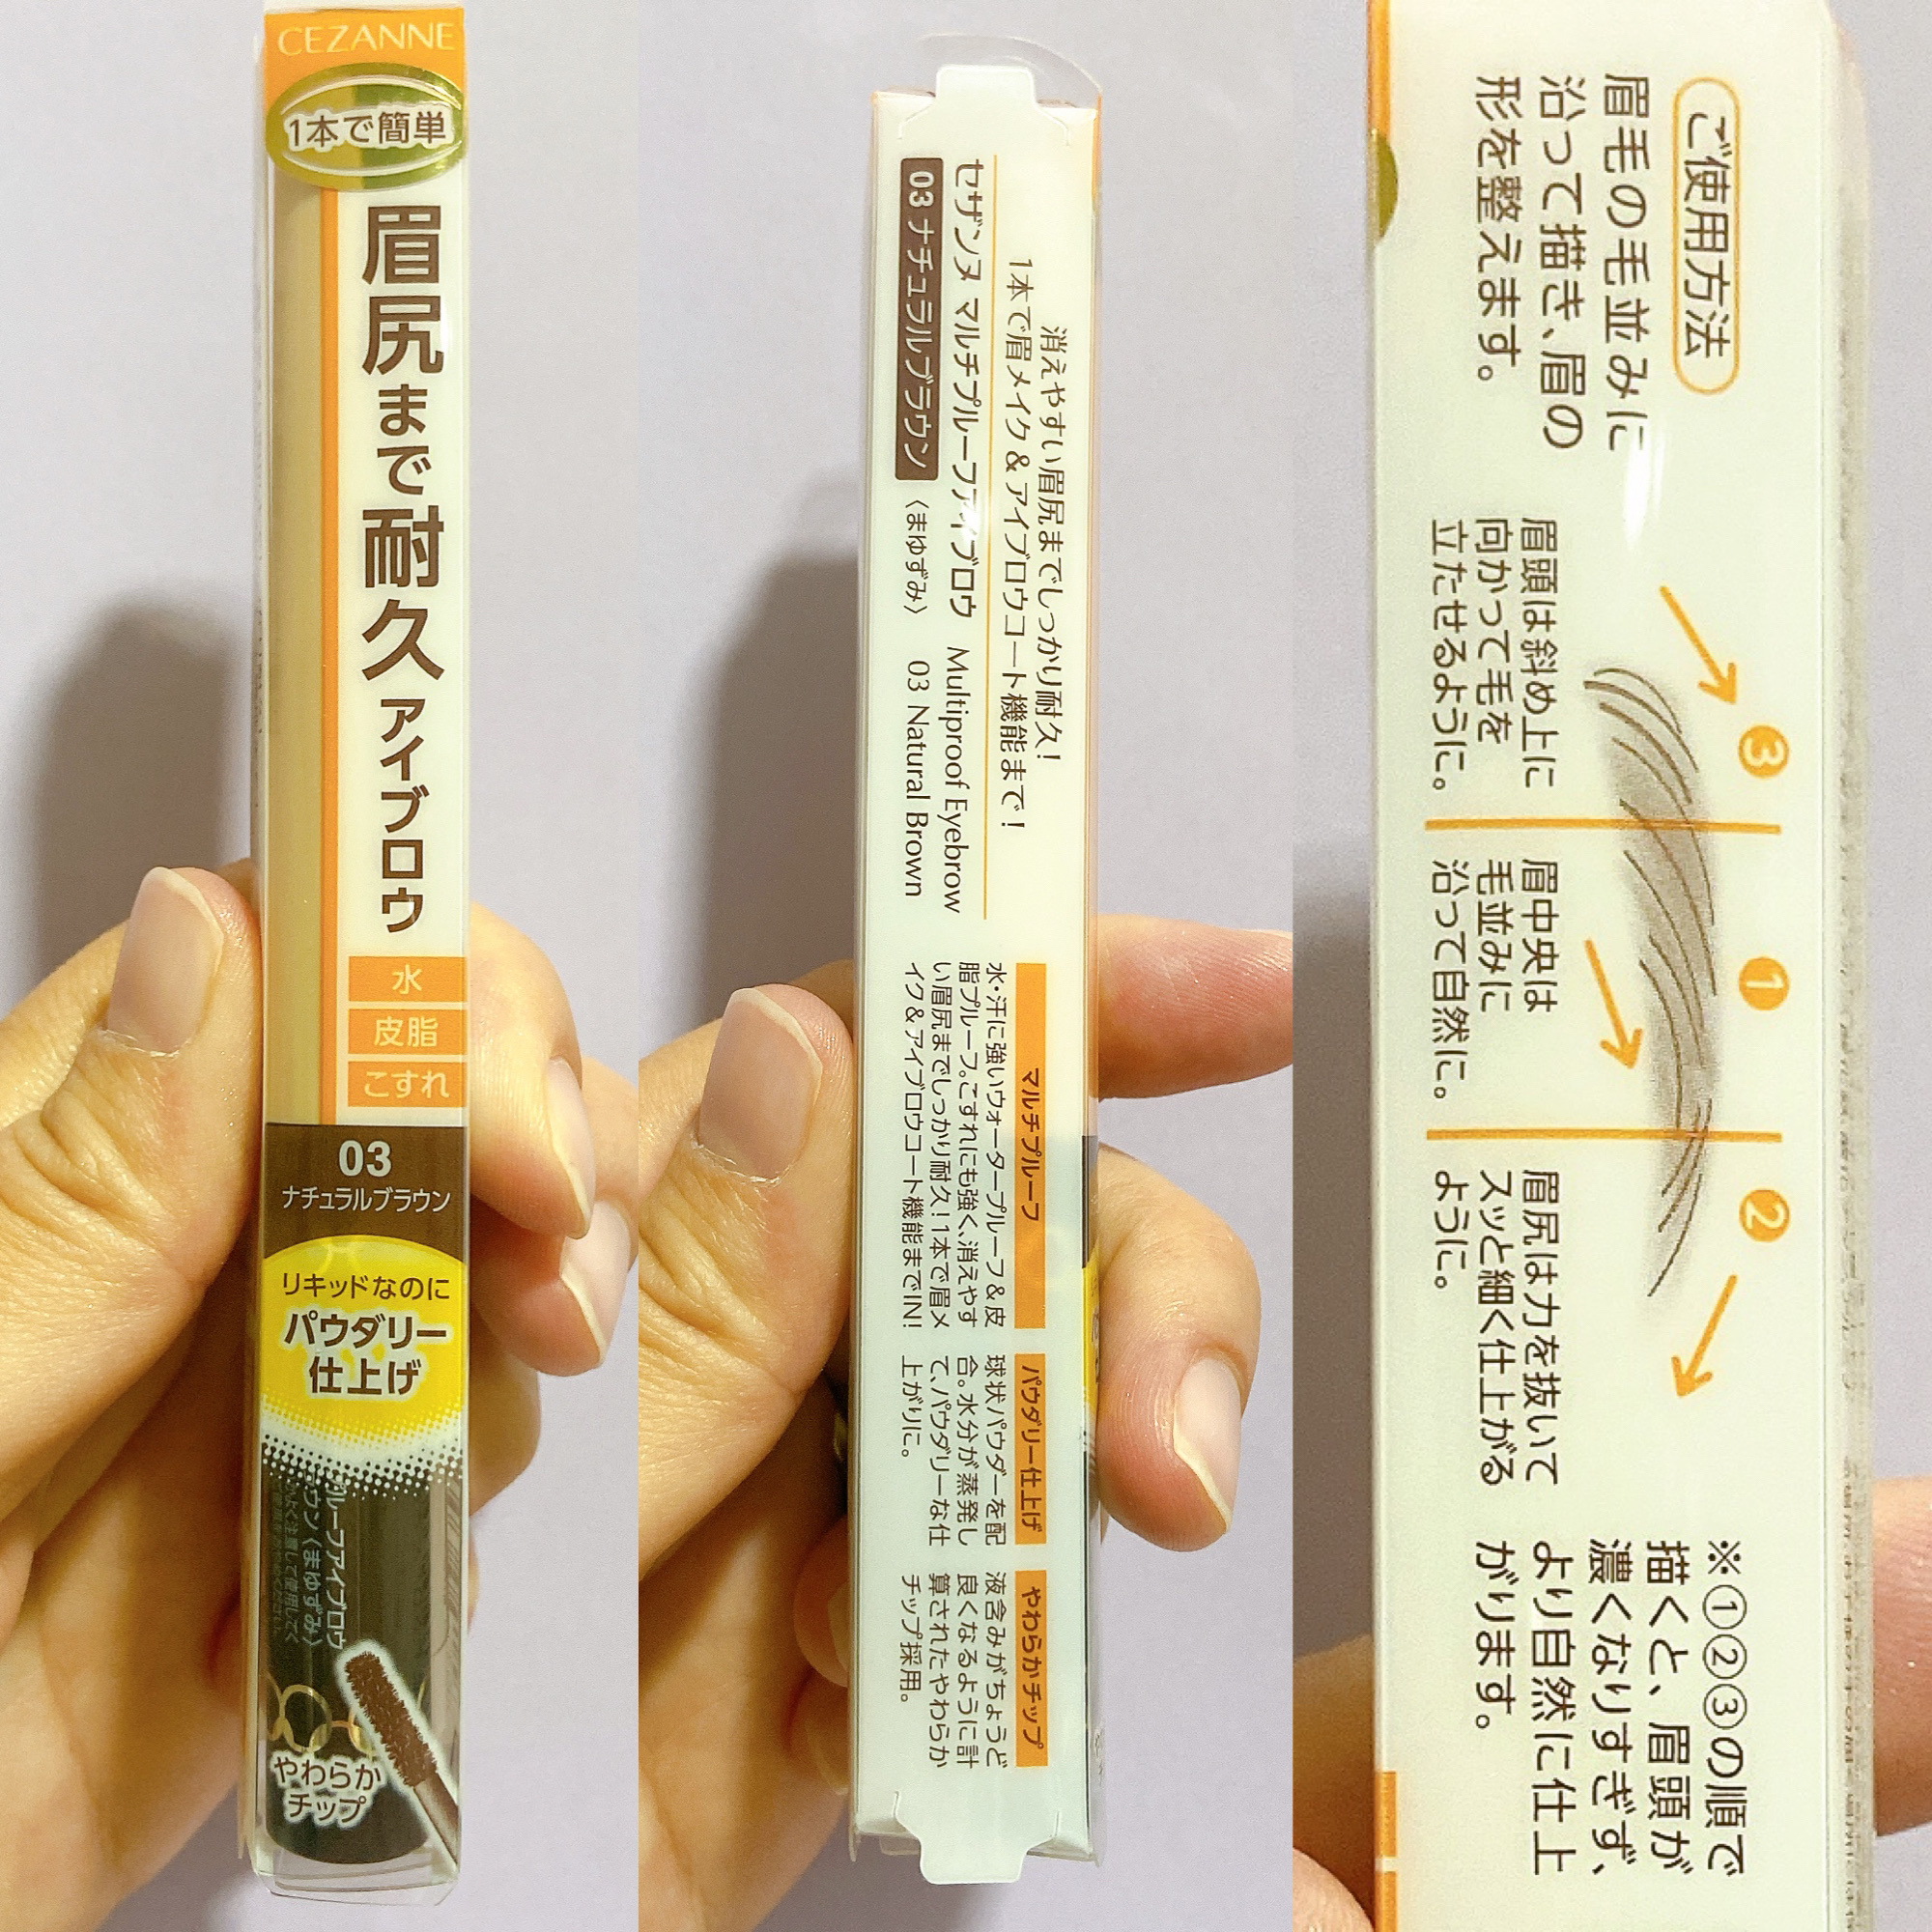 CEZANNE
1本で簡単
眉尻まで耐久アイブロウ
水
皮脂
こすれ
03
ナチュラルブラウン
リキッドなのに
パウダリー
仕上げ
ルーフアイブロウ
ウン〈まゆずみ〉
やわらか
チップ
消えやすい眉尻までしっかり耐久!
1本で眉メイク&アイブロウコート機能まで!
セザンヌ マルチプルーフアイブロウ
03 ナチュラルブラウン
〈まゆずみ〉
Multiproof Eyebrow
03 Natural Brown
マルチプルーフ
水・汗に強いウォータープルーフ&皮
脂プルーフ。こすれにも強く、消えやす
い眉尻までしっかり耐久!1本で眉メ
イク&アイブロウコート機能までIN!
パウダリー仕上げ
球状パウダーを配
合。水分が蒸発し
て、パウダリーな仕
上がりに。
やわらかチップ
液含みがちょうど
良くなるように計
算されたやわらか
チップ採用。
ご使用方法
眉毛の毛並みに
沿って描き、眉の
形を整えます。
③
眉頭は斜め上に
向かって毛を
立たせるように。
①
眉中央は
毛並みに
沿って自然に。
②
眉尻は力を抜いて
スッと細く仕上がる
ように。
※①②③の順で
描くと、眉頭が
濃くなりすぎず、
より自然に仕上
がります。